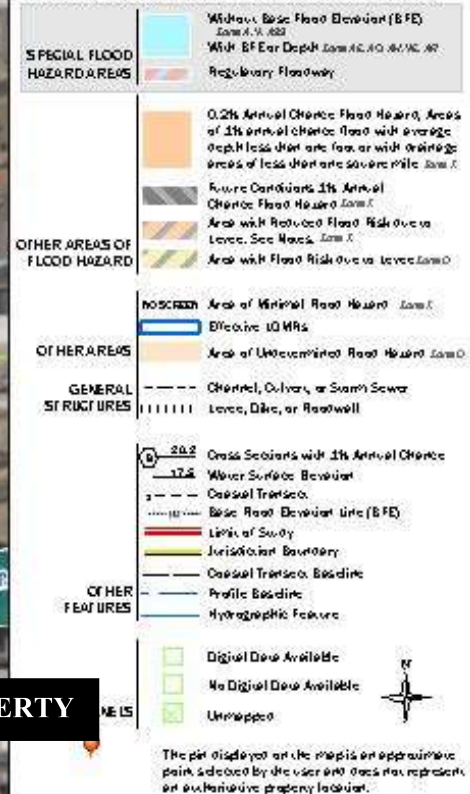 Without Base Flood Elevation (BFE)
Zone A, V, A99
With BFE or Depth Zone AE, AO, AH, VE, AR
SPECIAL FLOOD
HAZARD AREAS
Regulatory Floodway
0.2% Annual Chance Flood Hazard, Areas
of 1% annual chance flood with average
depth less than one foot or with drainage
areas of less than one square mile Zone X
Future Conditions 1% Annual
Chance Flood Hazard Zone X
Area with Reduced Flood Risk due to
Levee. See Notes. Zone X
OTHER AREAS OF
FLOOD HAZARD
Area with Flood Risk due to Levee Zone D
NO SCREEN Area of Minimal Flood Hazard Zone X
Effective LOMRs
OTHER AREAS
Area of Undetermined Flood Hazard Zone D
GENERAL
STRUCTURES
Channel, Culvert, or Storm Sewer
Levee, Dike, or Floodwall
B 20.2 Cross Sections with 1% Annual Chance
17.5 Water Surface Elevation
Coastal Transect
Base Flood Elevation Line (BFE)
Limit of Study
Jurisdiction Boundary
Coastal Transect Baseline
OTHER
FEATURES
Profile Baseline
Hydrographic Feature
Digital Data Available
No Digital Data Available
N
ERTY
NELS
Unmapped
The pin displayed on the map is an approximate
point selected by the user and does not represent
an authoritative property location.